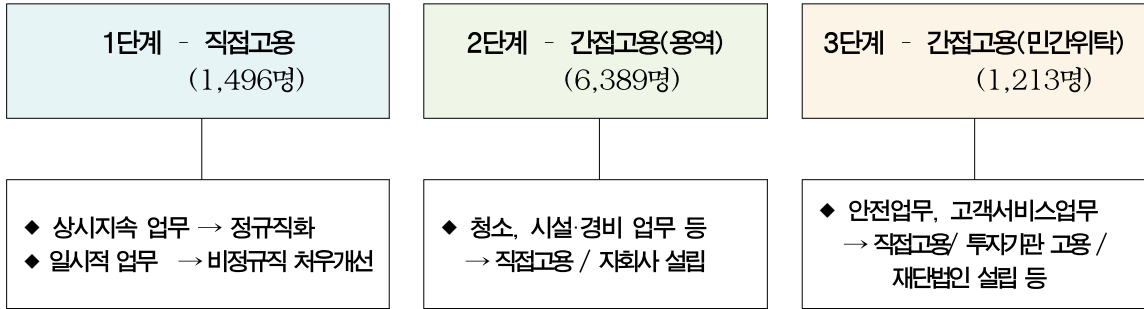 1단계 - 직접고용
(1,496명)
2단계 - 간접고용(용역)
(6,389명)
3단계 - 간접고용(민간위탁)
(1,213명)
◆ 상시지속 업무 → 정규직화
◆ 일시적 업무 → 비정규직 처우개선
◆ 청소, 시설·경비 업무 등
→ 직접고용 / 자회사 설립
◆ 안전업무, 고객서비스업무
→ 직접고용/ 투자기관 고용 /
재단법인 설립 등